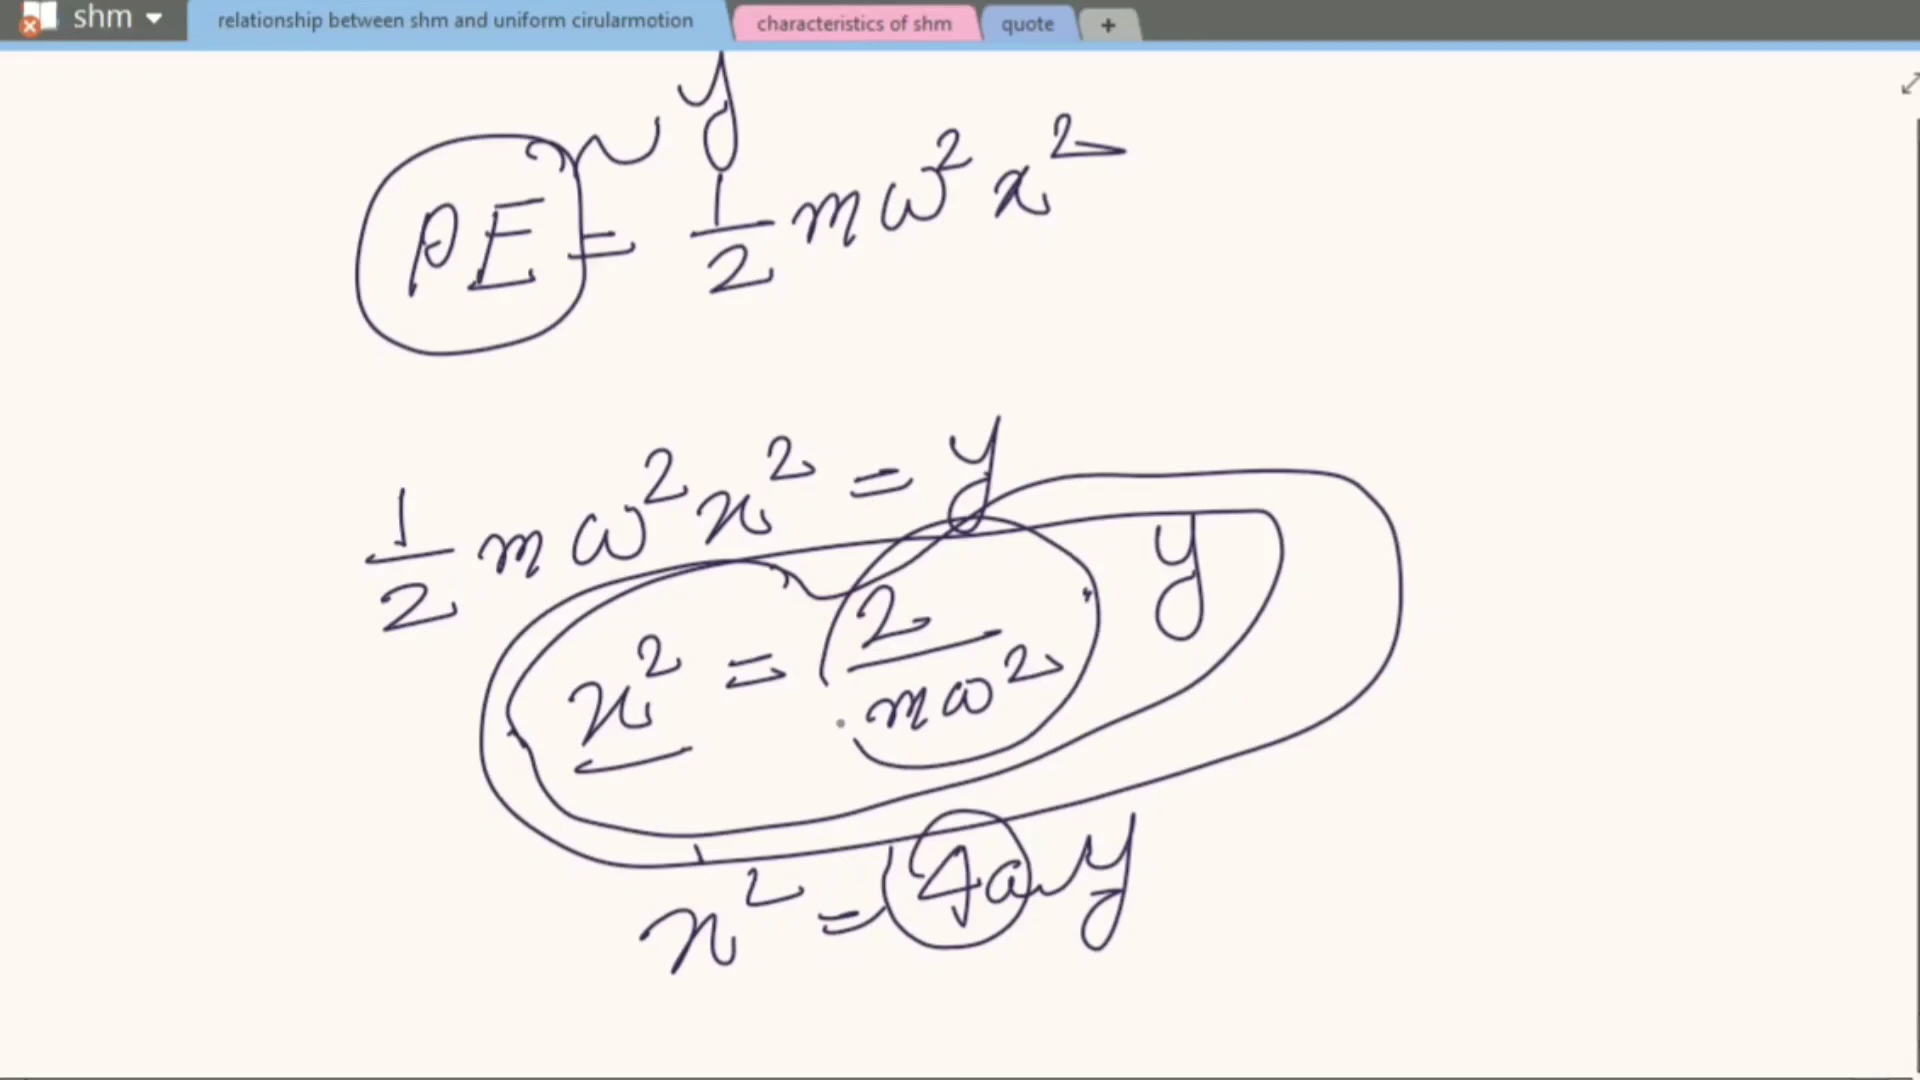 shm
relationship between shm and uniform cirularmotion
characteristics of shm
quote
+
y
PE = 1/2 mω²x²
1/2 mω²x² = y
x² = (2/mω²) y
x² = 4ay